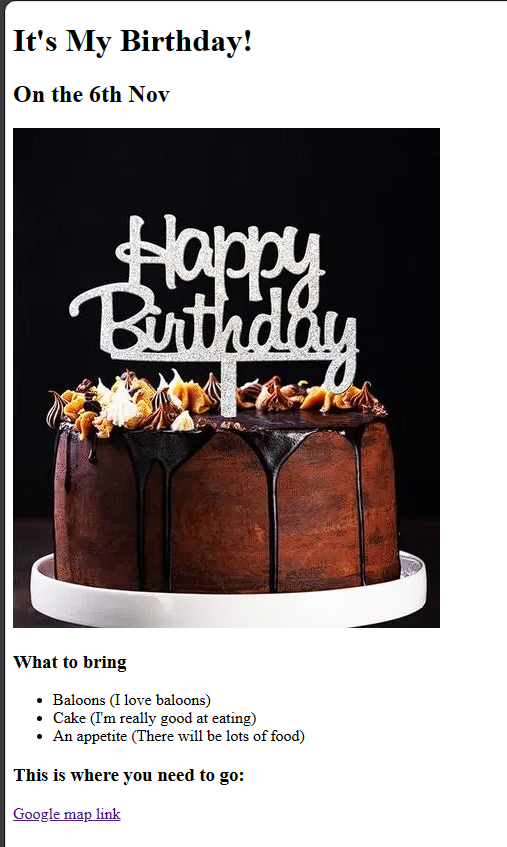 It's My Birthday!
On the 6th Nov
Happy
Birthday
What to bring
Baloons (I love baloons)
Cake (I'm really good at eating)
An appetite (There will be lots of food)
This is where you need to go:
Google map link